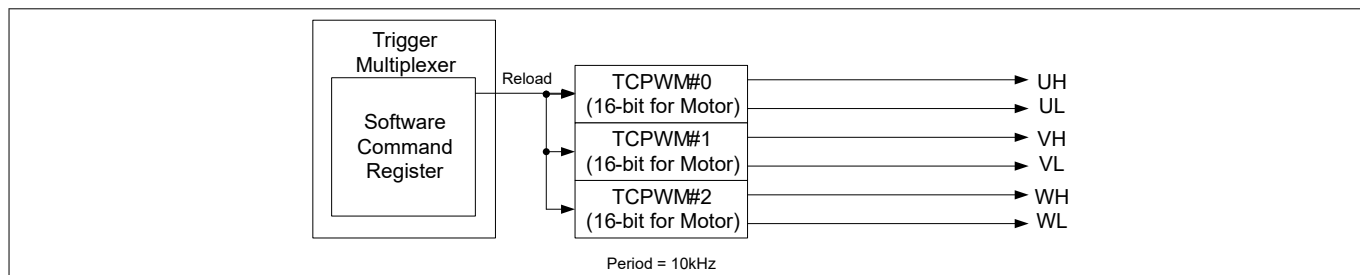 Trigger
Multiplexer
Software
Command
Register
Reload
TCPWM#0
(16-bit for Motor)
TCPWM#1
(16-bit for Motor)
TCPWM#2
(16-bit for Motor)
UH
UL
VH
VL
WH
WL
Period = 10kHz